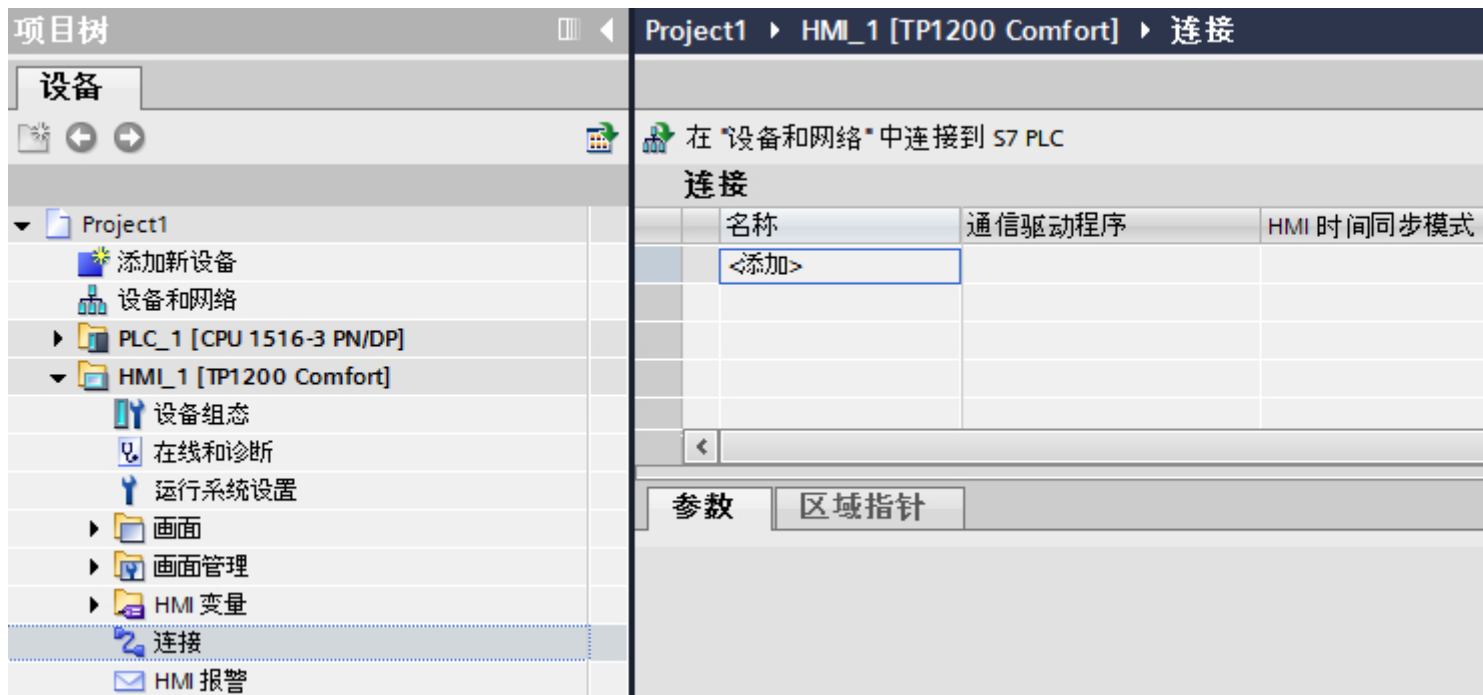 项目树
设备
Project1
添加新设备
设备和网络
PLC_1 [CPU 1516-3 PN/DP]
HMI_1 [TP1200 Comfort]
设备组态
在线和诊断
运行系统设置
画面
画面管理
HMI 变量
连接
HMI 报警
Project1 ▸ HMI_1 [TP1200 Comfort] ▸ 连接
在 "设备和网络" 中连接到 S7 PLC
连接
名称 通信驱动程序 HMI 时间同步模式
<添加>
参数 区域指针